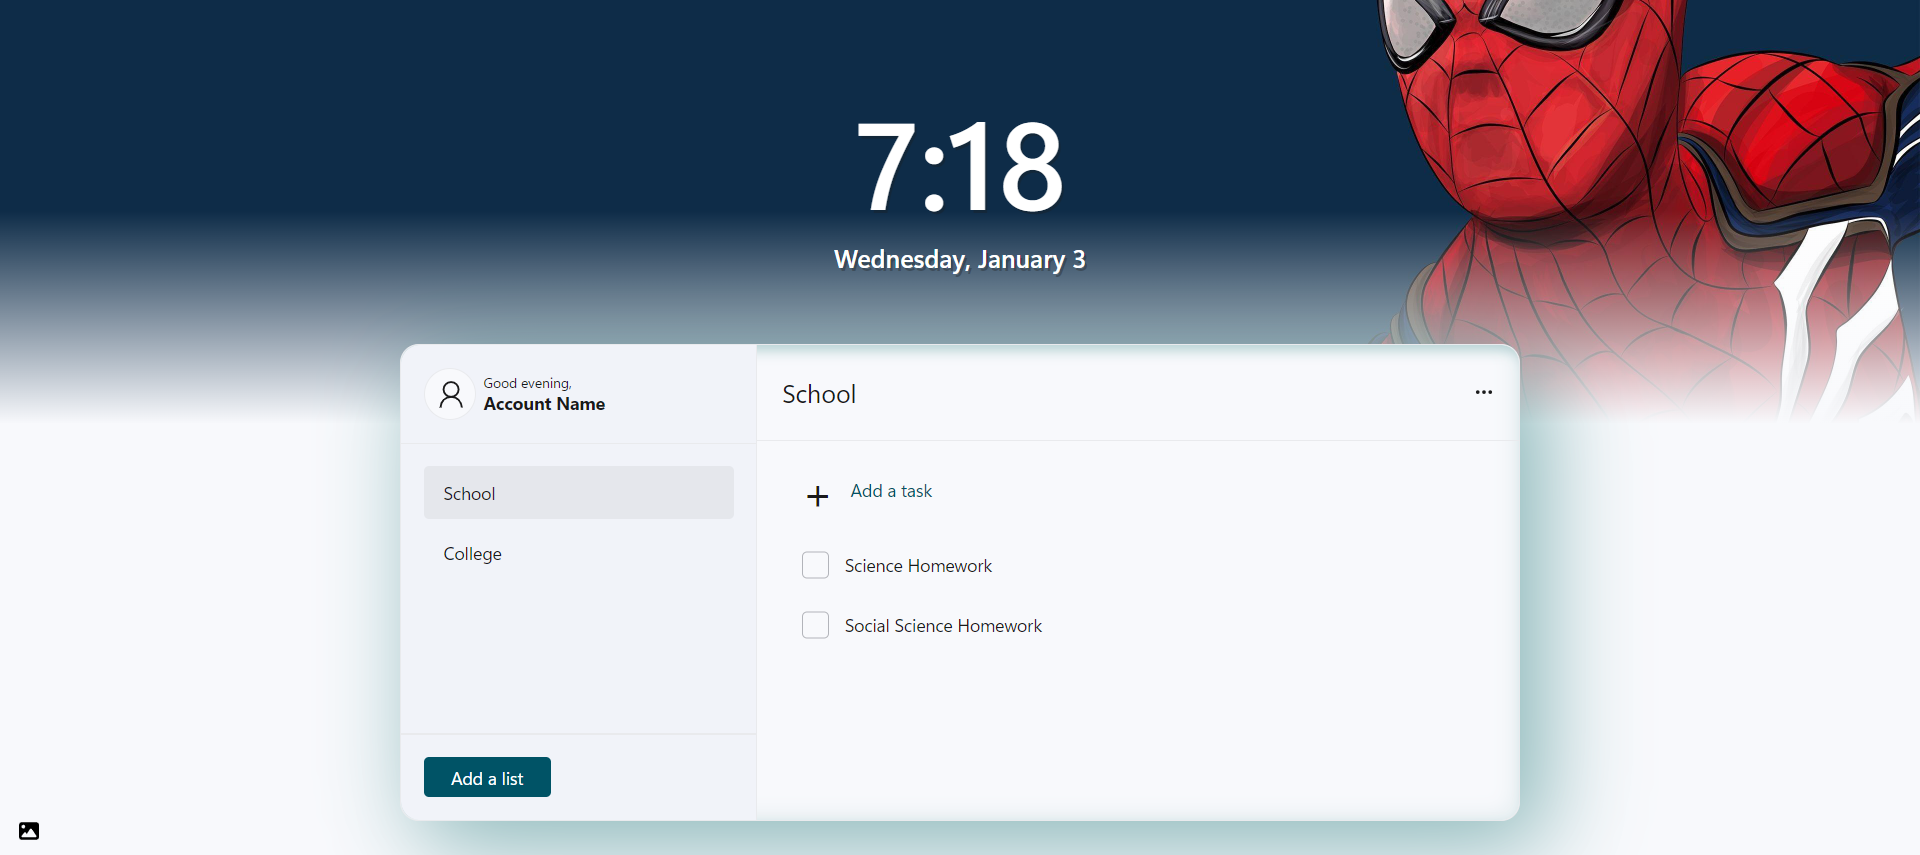 7:18
Wednesday, January 3
Good evening,
Account Name
School
College
Add a list
School
Add a task
Science Homework
Social Science Homework